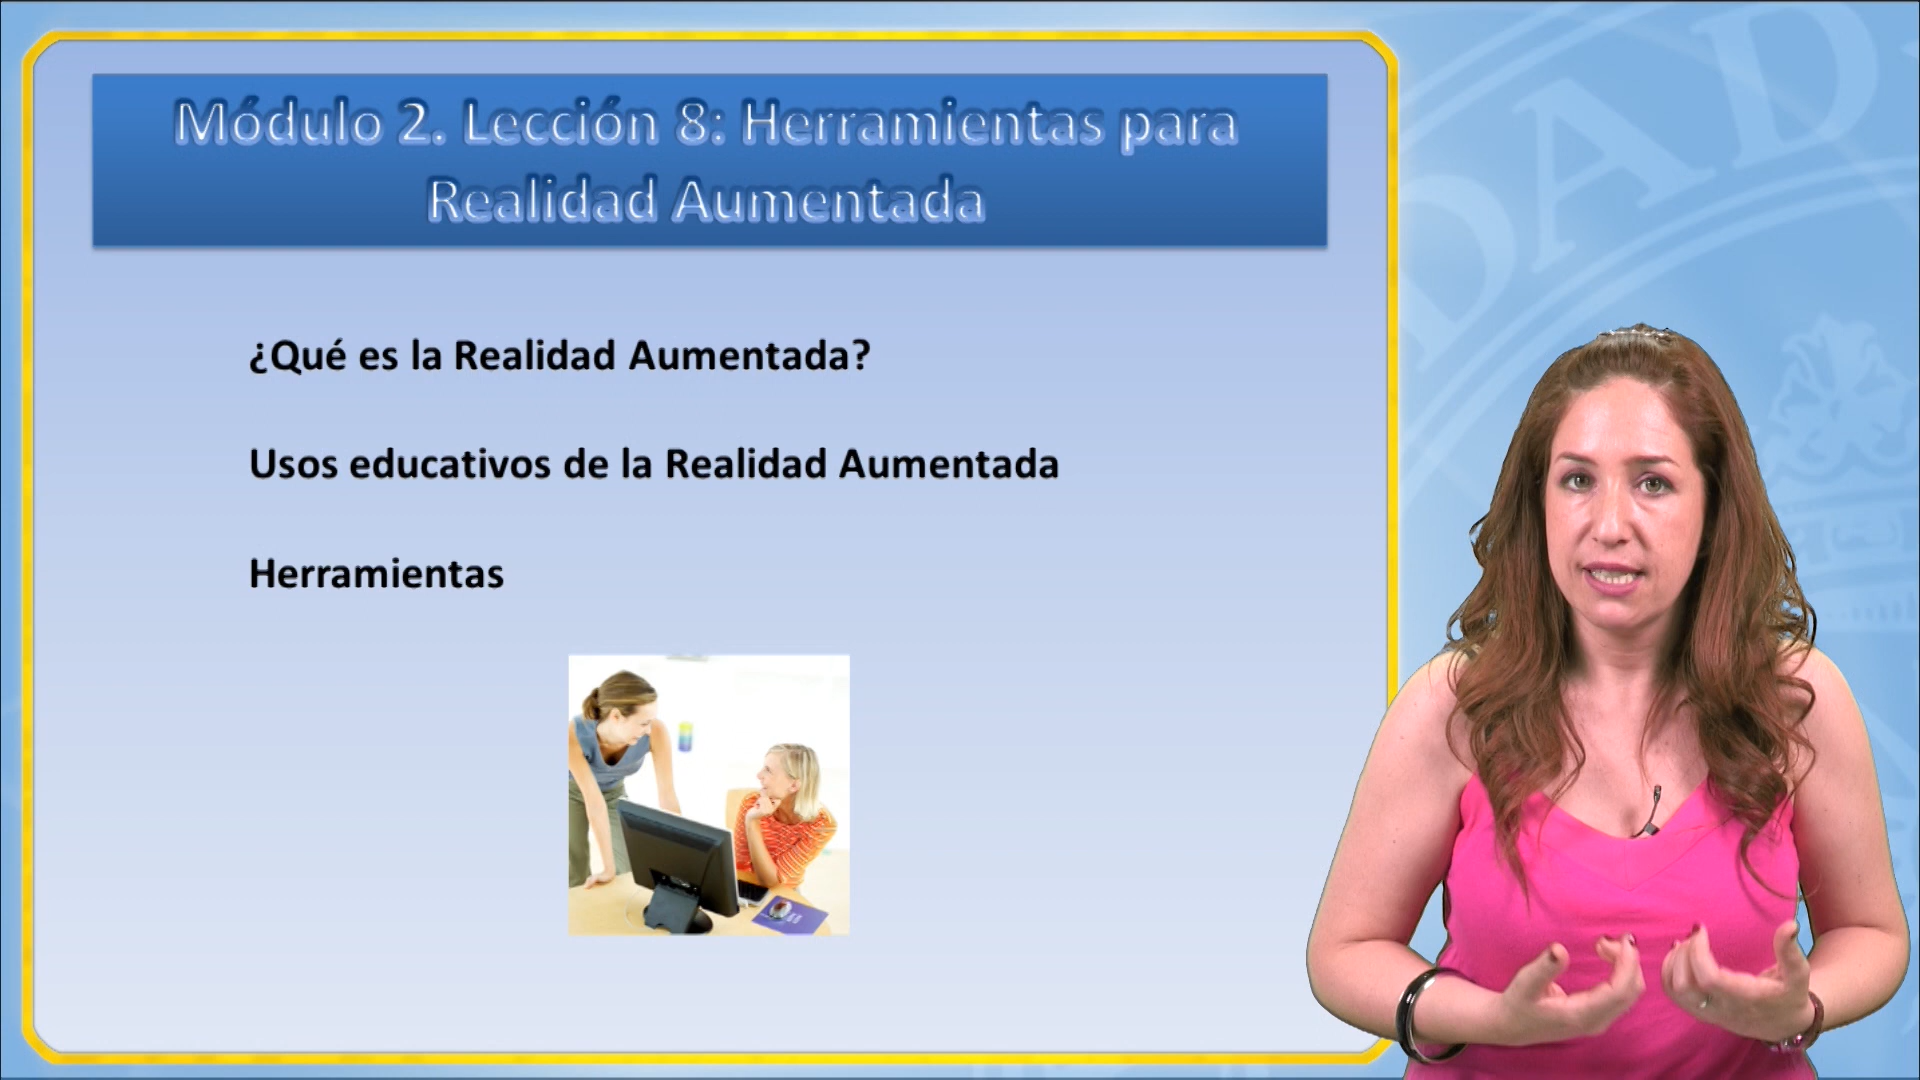 Módulo 2. Lección 8: Herramientas para
Realidad Aumentada
¿Qué es la Realidad Aumentada?
Usos educativos de la Realidad Aumentada
Herramientas
DAD